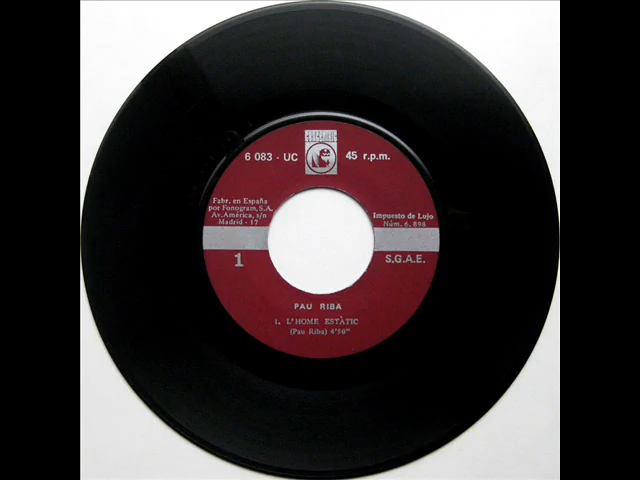 CONCENTRIC
6 083 - UC
45 r.p.m.
Fabr. en España
por Fonogram, S.A.
Av. América, s/n
Madrid - 17
Impuesto de Lujo
Núm. 6.898
1
S.G.A.E.
PAU RIBA
1. L'HOME ESTÀTIC
(Pau Riba) 4'50"